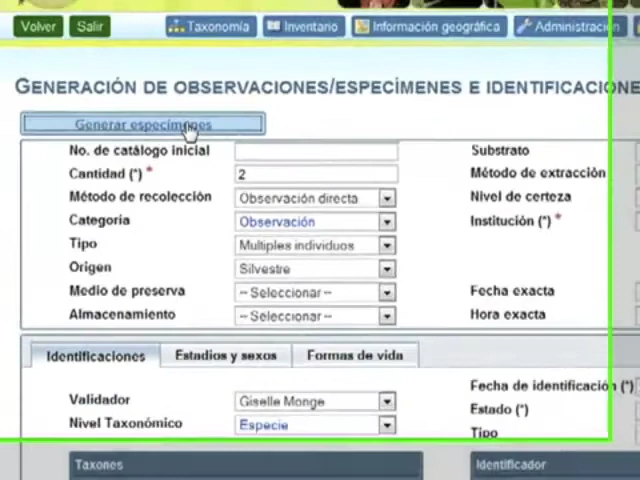 Volver Salir Taxonomía Inventario Información geográfica Administración
GENERACIÓN DE OBSERVACIONES/ESPECÍMENES E IDENTIFICACIONE
Generar especímenes
No. de catálogo inicial Substrato
Cantidad (*) * 2 Método de extracción
Método de recolección Observación directa Nivel de certeza
Categoria Observación Institución (*) *
Tipo Multiples individuos
Origen Silvestre
Medio de preserva -- Seleccionar -- Fecha exacta
Almacenamiento -- Seleccionar -- Hora exacta
Identificaciones Estadios y sexos Formas de vida
Fecha de identificación (*)
Validador Giselle Monge
Estado (*)
Nivel Taxonómico Especie
Tipo
Taxones Identificador